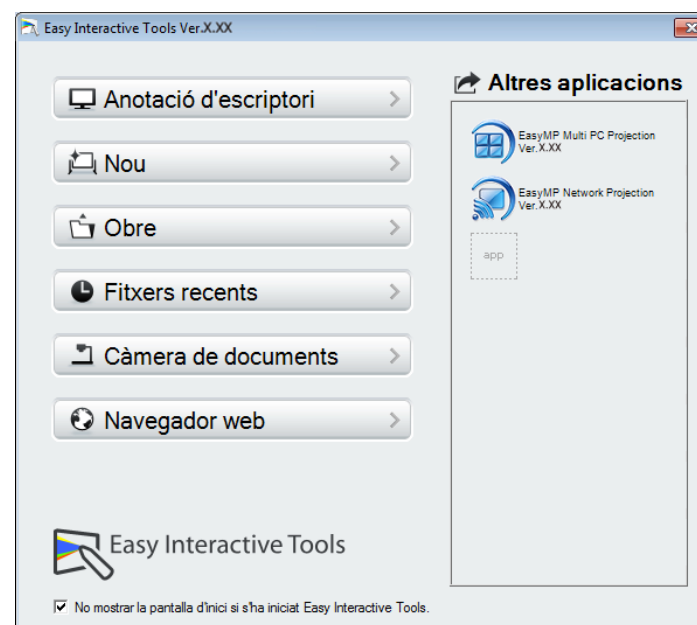 Easy Interactive Tools Ver.X.XX
Anotació d'escriptori
Nou
Obre
Fitxers recents
Càmera de documents
Navegador web
Altres aplicacions
EasyMP Multi PC Projection
Ver.X.XX
EasyMP Network Projection
Ver.X.XX
app
Easy Interactive Tools
No mostrar la pantalla d'inici si s'ha iniciat Easy Interactive Tools.